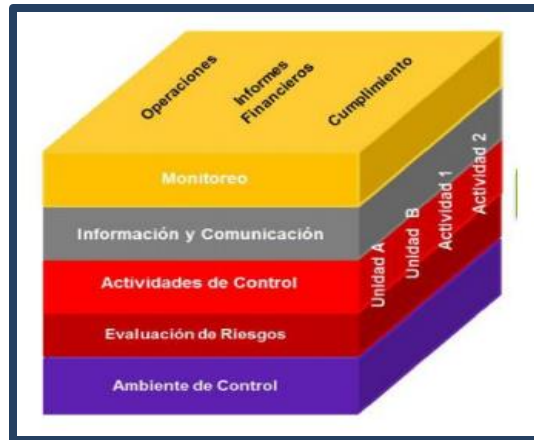 Operaciones
Informes
Financieros
Cumplimiento
Monitoreo
Información y Comunicación
Actividades de Control
Evaluación de Riesgos
Ambiente de Control
Unidad A
Unidad B
Actividad 1
Actividad 2